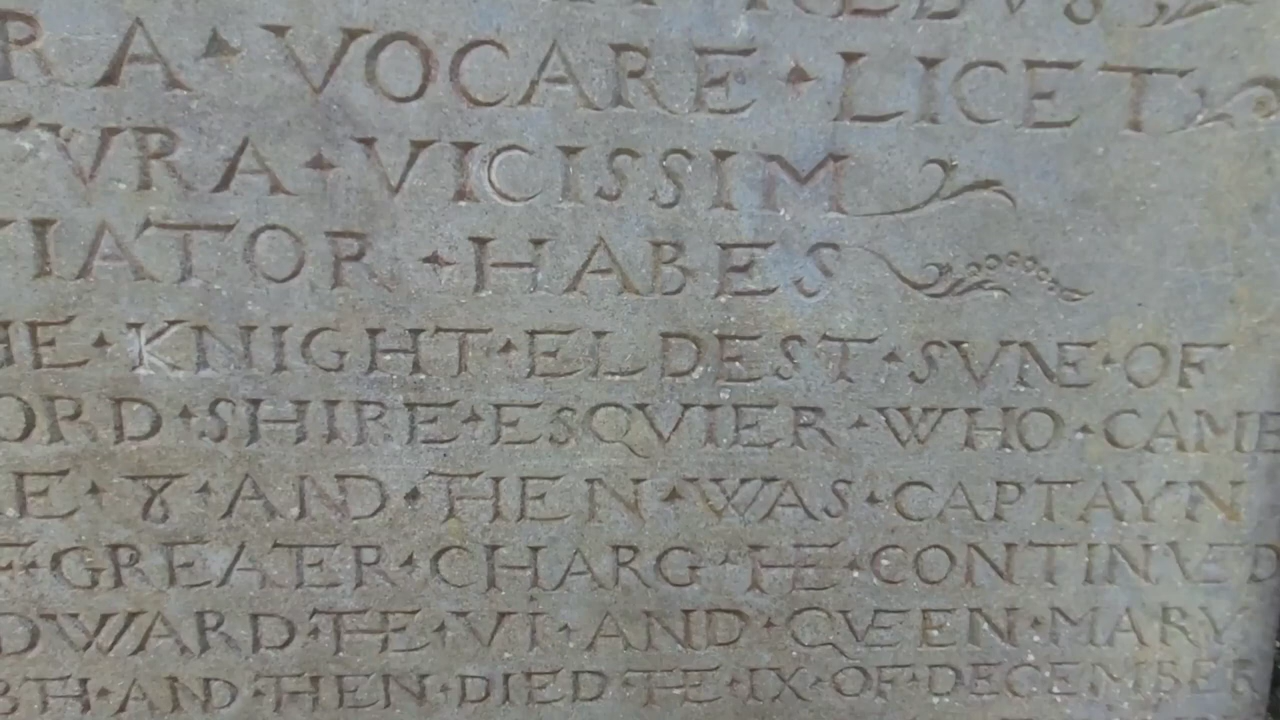 RA · VOCARE · LICET
VRA · VICISSIM
IATOR · HABES
HE · KNIGHT · ELDEST · SVNE · OF
ORD · SHIRE · ESQVIER · WHO · CAME
E · 8 · AND · THEN · WAS · CAPTAYN
F · GREATER · CHARG · THE · CONTINVED
DWARD · THE · VI · AND · QVEEN · MARY
BTH · AND · THEN · DIED · THE · IX · OF · DECEMBER